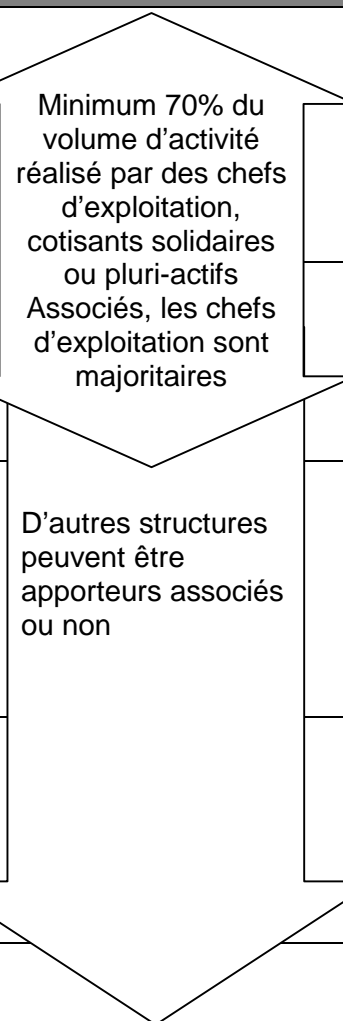 Minimum 70% du
volume d’activité
réalisé par des chefs
d’exploitation,
cotisants solidaires
ou pluri-actifs
Associés, les chefs
d’exploitation sont
majoritaires
D’autres structures
peuvent être
apporteurs associés
ou non